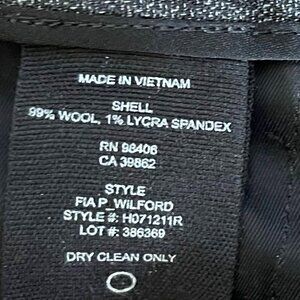 MADE IN VIETNAM
SHELL
99% WOOL, 1% LYCRA SPANDEX
RN 98406
CA 39862
STYLE
FIA P_WILFORD
STYLE #: H071211R
LOT #: 386369
DRY CLEAN ONLY